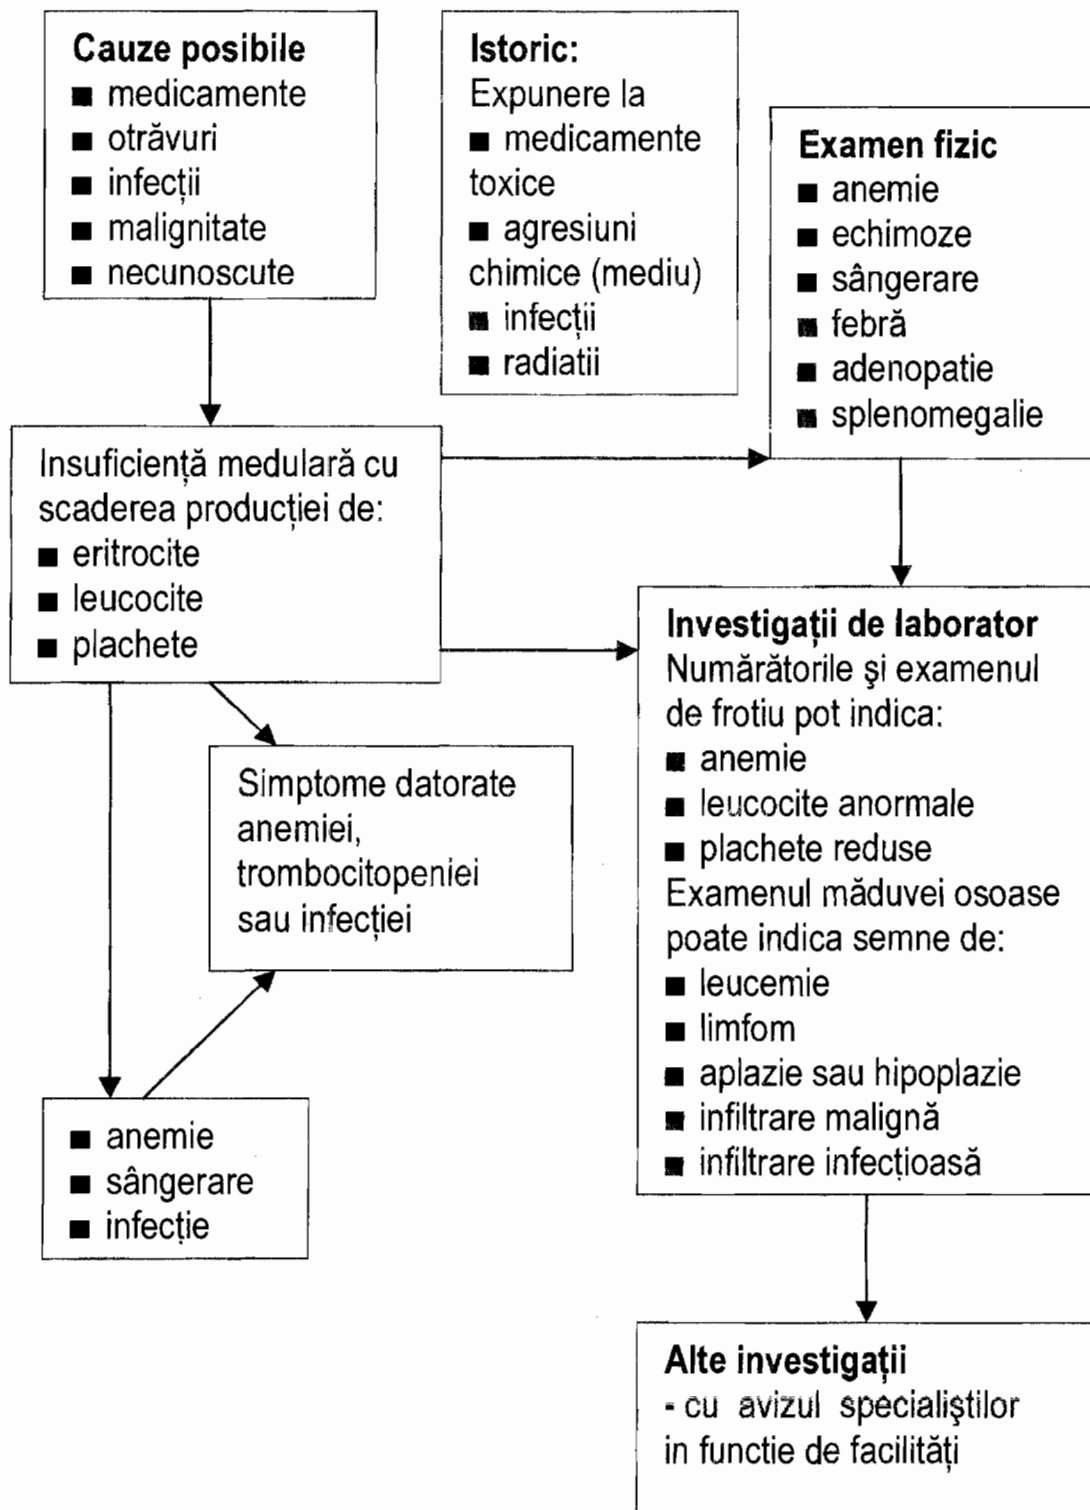 Cauze posibile
■ medicamente
■ otrăvuri
■ infecții
■ malignitate
■ necunoscute
Istoric:
Expunere la
■ medicamente
toxice
■ agresiuni
chimice (mediu)
■ infecții
■ radiatii
Examen fizic
■ anemie
■ echimoze
■ sângerare
■ febră
■ adenopatie
■ splenomegalie
Insuficiență medulară cu
scaderea producției de:
■ eritrocite
■ leucocite
■ plachete
Simptome datorate
anemiei,
trombocitopeniei
sau infecției
■ anemie
■ sângerare
■ infecție
Investigații de laborator
Numărătorile şi examenul
de frotiu pot indica:
■ anemie
■ leucocite anormale
■ plachete reduse
Examenul măduvei osoase
poate indica semne de:
■ leucemie
■ limfom
■ aplazie sau hipoplazie
■ infiltrare malignă
■ infiltrare infecțioasă
Alte investigații
- cu avizul specialiştilor
in functie de facilități